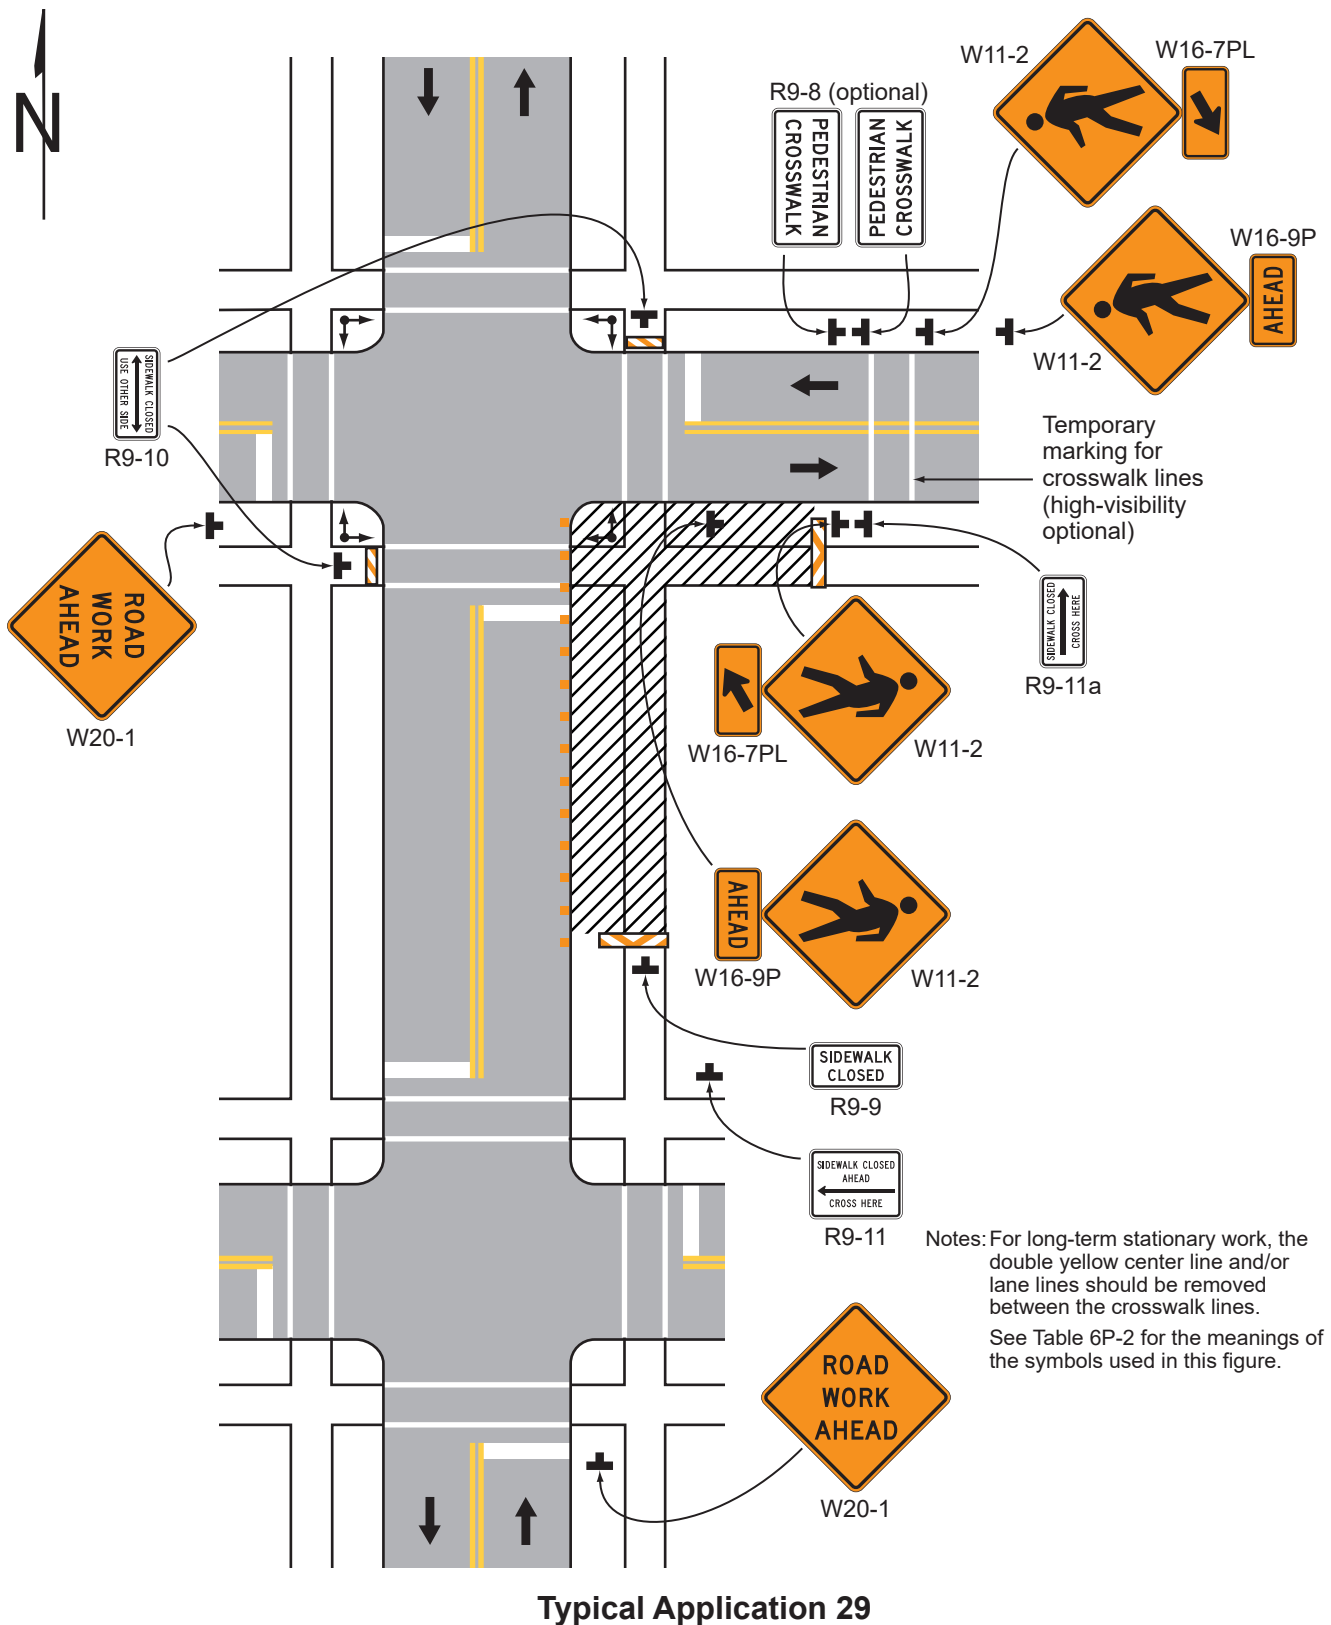 N
W11-2
W16-7PL
R9-8 (optional)
PEDESTRIAN
CROSSWALK
PEDESTRIAN
CROSSWALK
W16-9P
AHEAD
W11-2
SIDEWALK CLOSED
USE OTHER SIDE
R9-10
Temporary
marking for
crosswalk lines
(high-visibility
optional)
ROAD
WORK
AHEAD
W20-1
SIDEWALK CLOSED
CROSS HERE
R9-11a
W16-7PL
W11-2
AHEAD
W16-9P
W11-2
SIDEWALK
CLOSED
R9-9
SIDEWALK CLOSED
AHEAD
CROSS HERE
R9-11
Notes: For long-term stationary work, the
double yellow center line and/or
lane lines should be removed
between the crosswalk lines.
See Table 6P-2 for the meanings of
the symbols used in this figure.
ROAD
WORK
AHEAD
W20-1
Typical Application 29